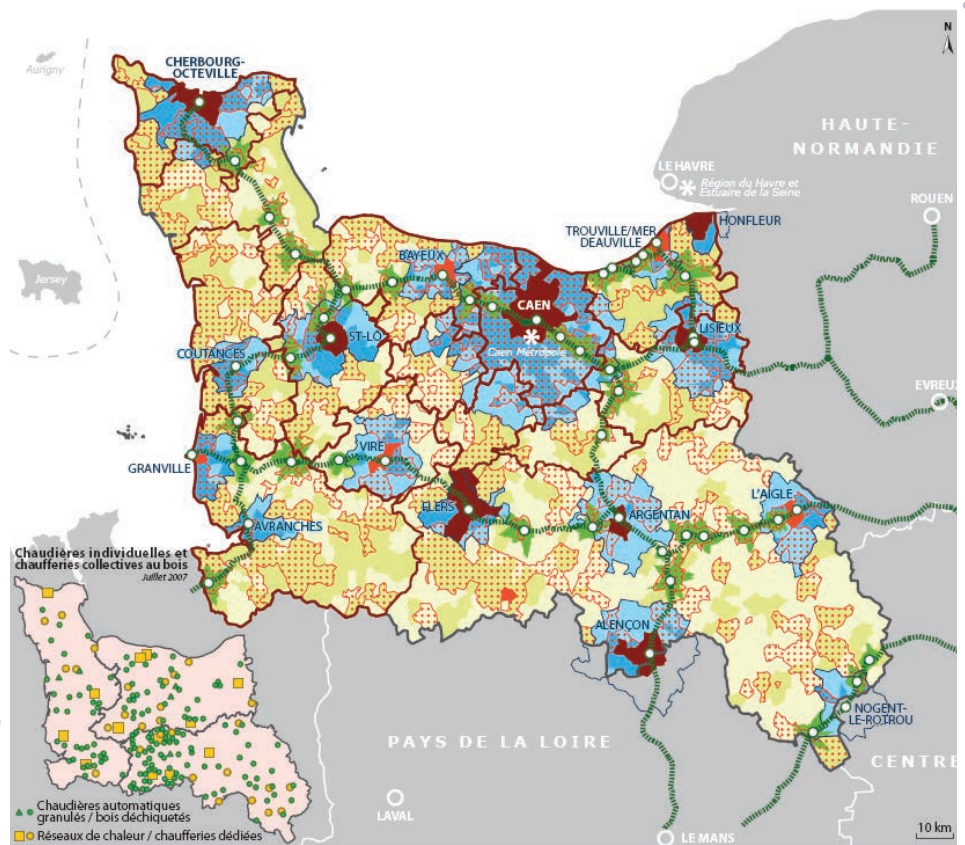 N
Aurigny
CHERBOURG-
OCTEVILLE
HAUTE-
NORMANDIE
LE HAVRE
Région du Havre et
Estuaire de la Seine
ROUEN
HONFLEUR
TROUVILLE/MER
DEAUVILLE
Jersey
BAYEUX
CAEN
Caen Métropole
LISIEUX
ST-LÔ
COUTANCES
EVREUX
GRANVILLE
VIRE
FLERS
ARGENTAN
L'AIGLE
AVRANCHES
ALENÇON
NOGENT-
LE-ROTROU
PAYS DE LA LOIRE
CENTRE
LAVAL
LE MANS
10 km
Chaudières individuelles et
chaufferies collectives au bois
Juillet 2007
Chaudières automatiques
granulés / bois déchiquetés
Réseaux de chaleur / chaufferies dédiées